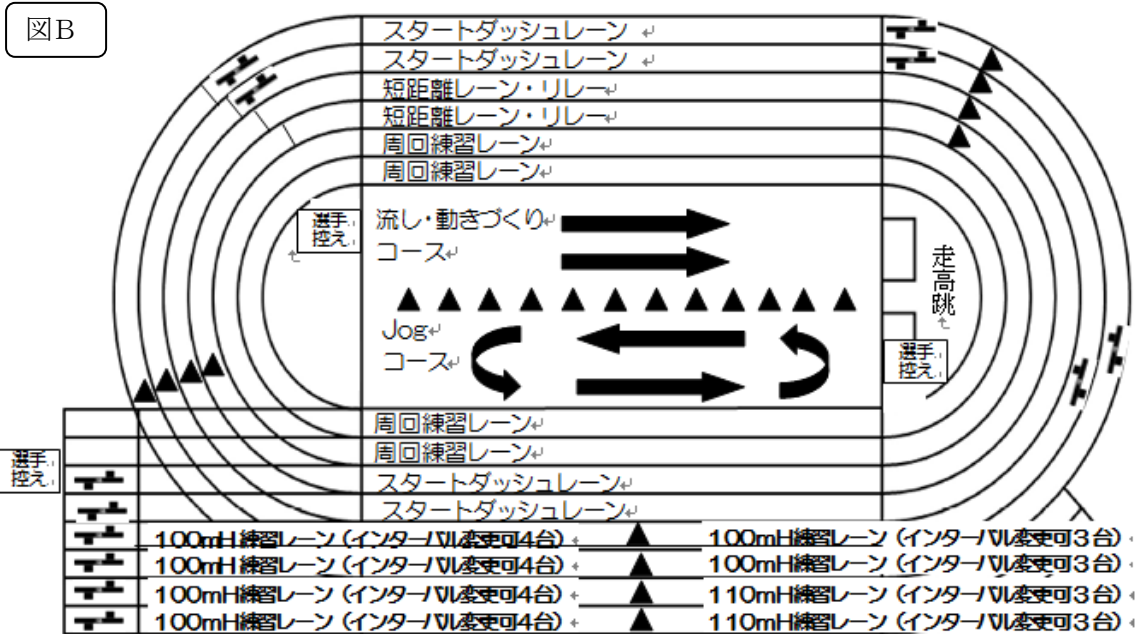 図B
スタートダッシュレーン
スタートダッシュレーン
短距離レーン・リレー
短距離レーン・リレー
周回練習レーン
周回練習レーン
選手
控え
流し・動きづくり
コース
走高跳
Jog
コース
選手
控え
周回練習レーン
周回練習レーン
選手
控え
スタートダッシュレーン
スタートダッシュレーン
100mH練習レーン（インターバル変更可4台） 100mH練習レーン（インターバル変更可3台）
100mH練習レーン（インターバル変更可4台） 100mH練習レーン（インターバル変更可3台）
100mH練習レーン（インターバル変更可4台） 110mH練習レーン（インターバル変更可3台）
100mH練習レーン（インターバル変更可4台） 110mH練習レーン（インターバル変更可3台）